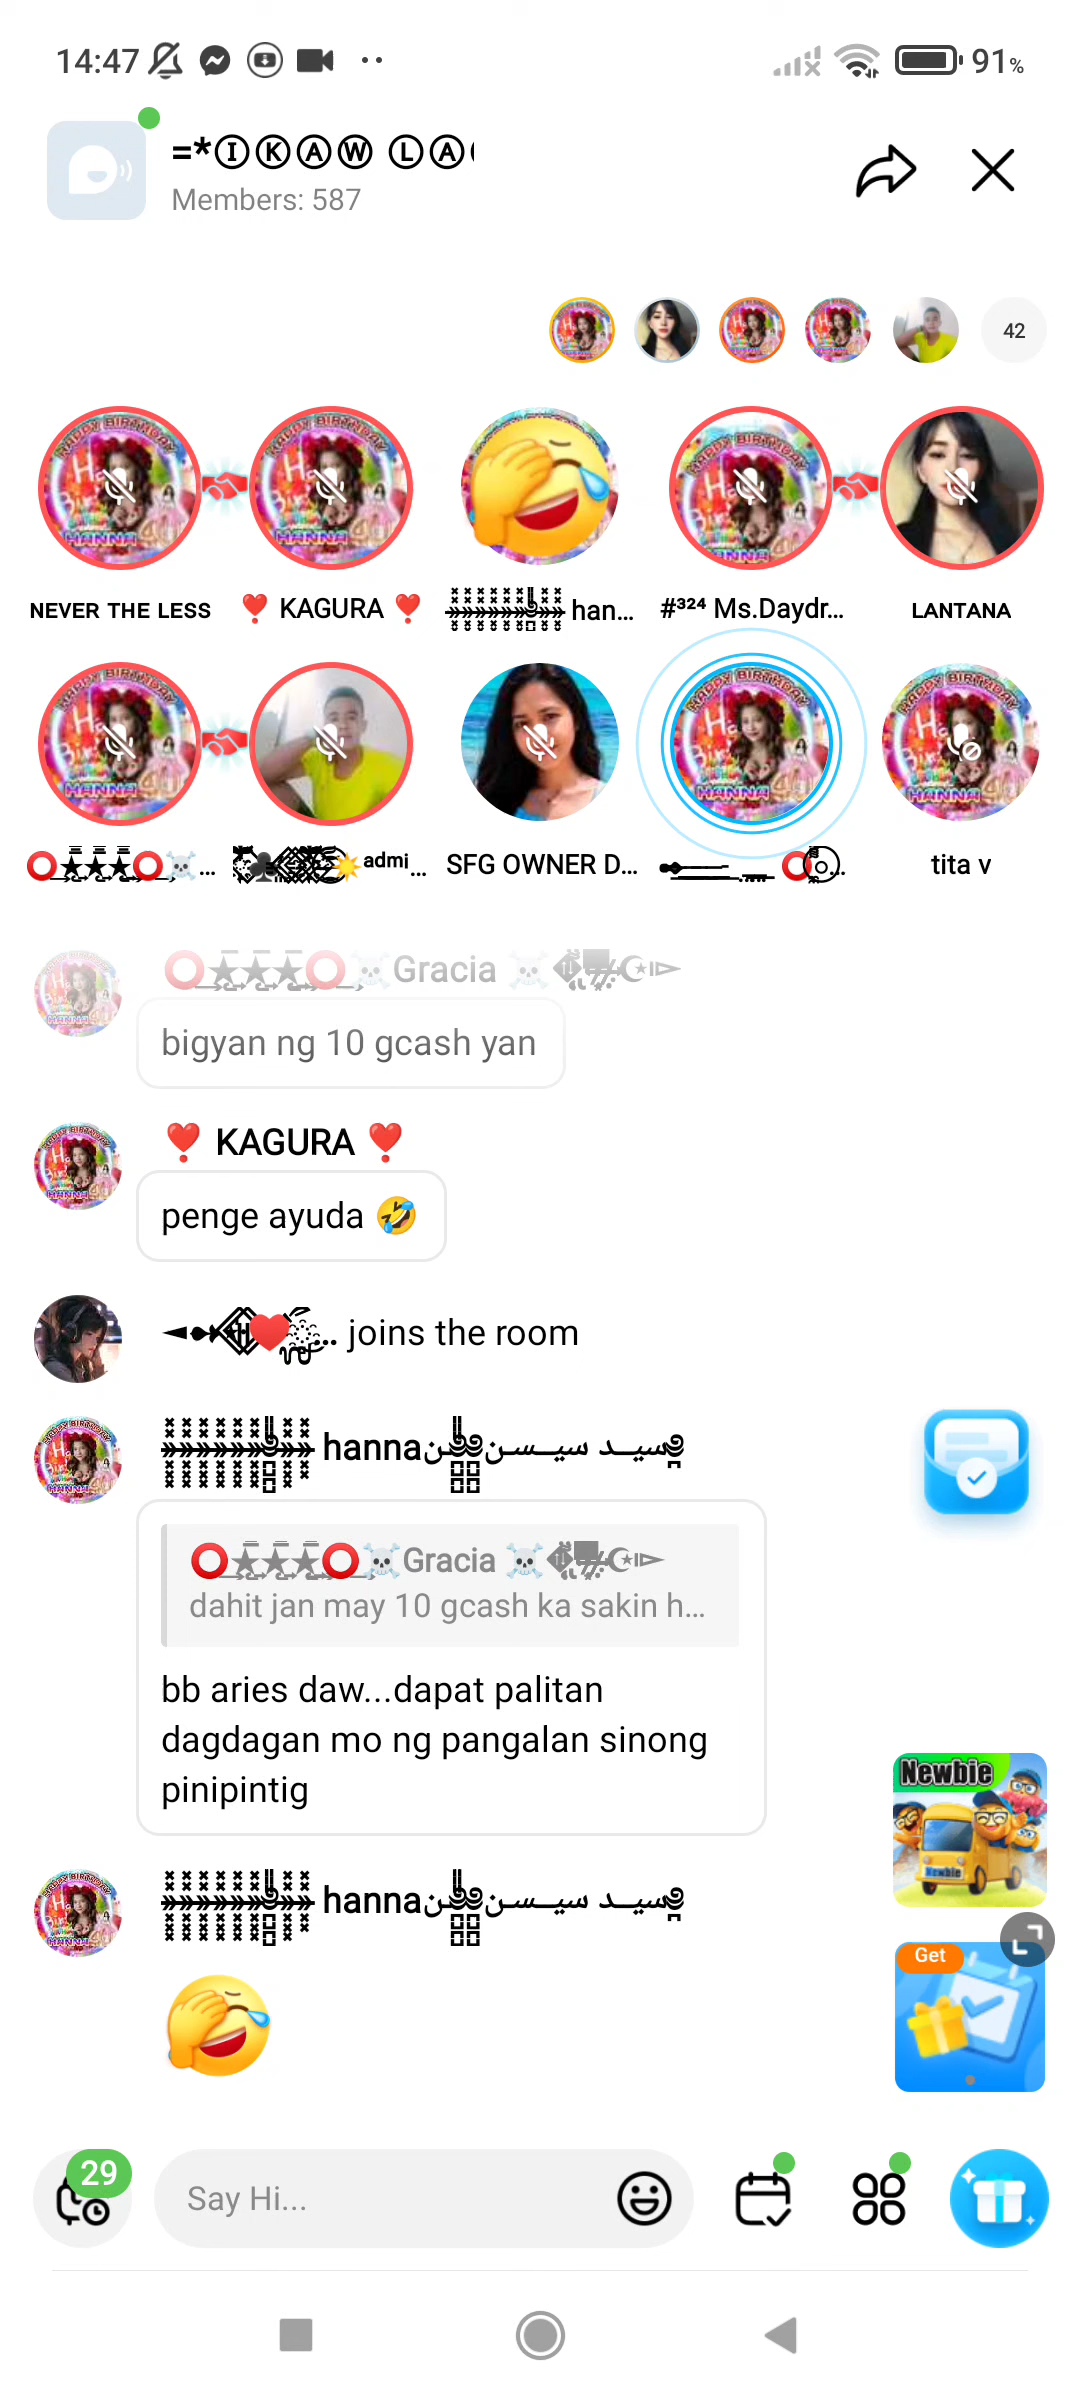 14:47
91%
=*ⒾⓀⒶⓌ ⓁⒶ
Members: 587
42
NEVER THE LESS
❣️ KAGURA ❣️
han...
#³²⁴ Ms.Daydr...
LANTANA
⭕★★★⭕☠️...
♣️💥ᵃᵈᵐⁱ...
SFG OWNER D...
⭕...
tita v
⭕★★★⭕☠️Gracia ☠️
bigyan ng 10 gcash yan
❣️ KAGURA ❣️
penge ayuda 🤣
♥️... joins the room
hanna
⭕★★★⭕☠️Gracia ☠️
dahit jan may 10 gcash ka sakin h...
bb aries daw...dapat palitan
dagdagan mo ng pangalan sinong
pinipintig
Newbie
Newbie
hanna
Get
29
Say Hi...